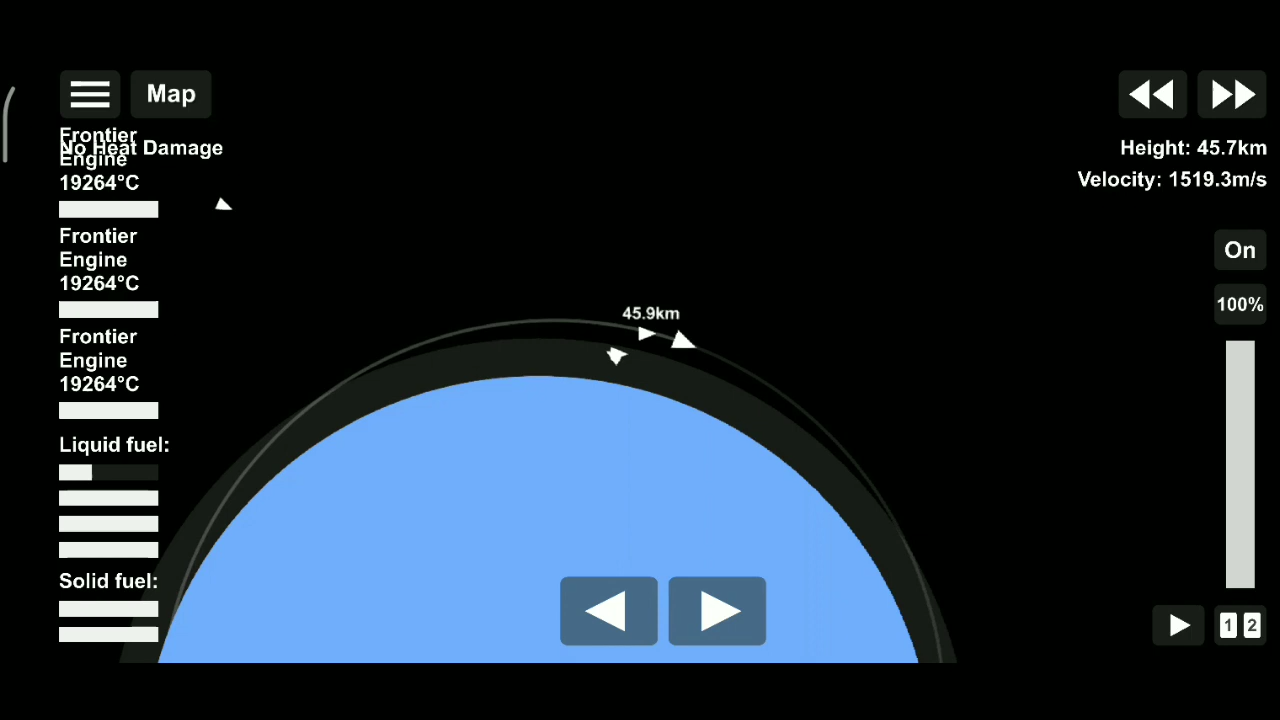 Map
Frontier
No Heat Damage
Engine
19264°C
Frontier
Engine
19264°C
Frontier
Engine
19264°C
Liquid fuel:
Solid fuel:
45.9km
Height: 45.7km
Velocity: 1519.3m/s
On
100%
1 2